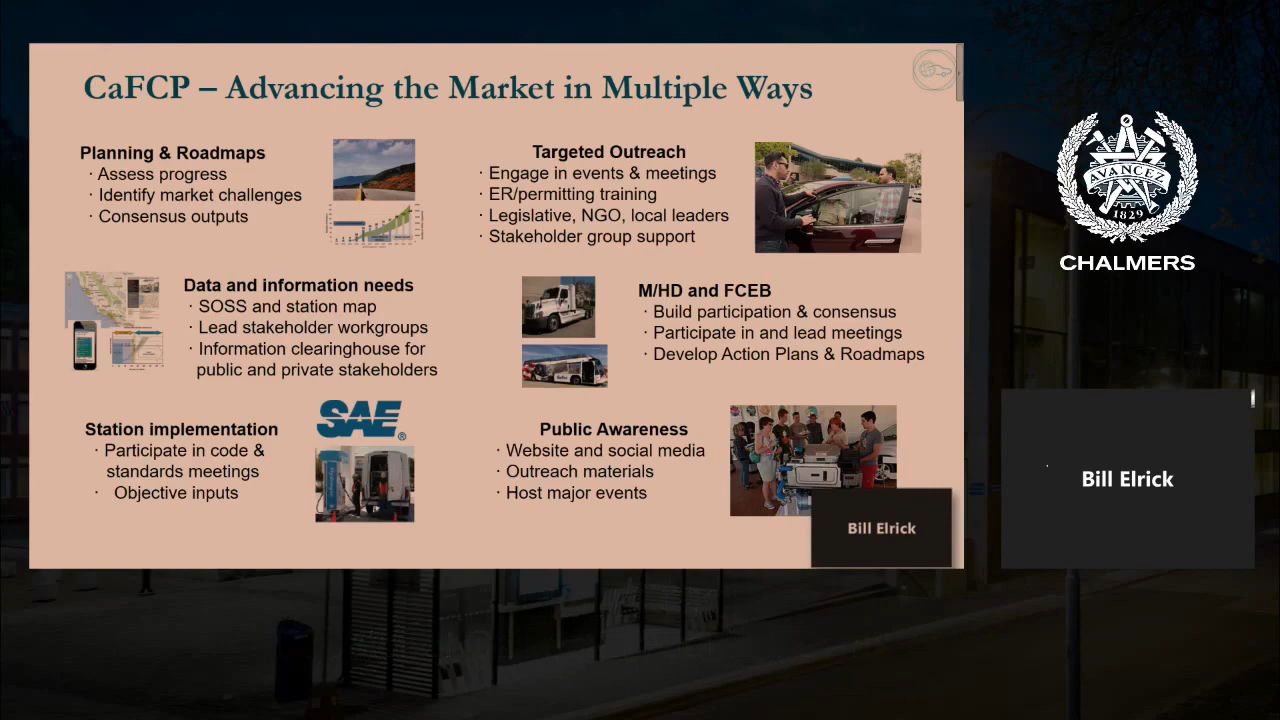 CaFCP – Advancing the Market in Multiple Ways
Planning & Roadmaps
· Assess progress
· Identify market challenges
· Consensus outputs
Targeted Outreach
· Engage in events & meetings
· ER/permitting training
· Legislative, NGO, local leaders
· Stakeholder group support
Data and information needs
· SOSS and station map
· Lead stakeholder workgroups
· Information clearinghouse for
public and private stakeholders
M/HD and FCEB
· Build participation & consensus
· Participate in and lead meetings
· Develop Action Plans & Roadmaps
Station implementation
· Participate in code &
standards meetings
· Objective inputs
SAE®
Public Awareness
· Website and social media
· Outreach materials
· Host major events
Bill Elrick
AVANCEZ
1829
CHALMERS
Bill Elrick